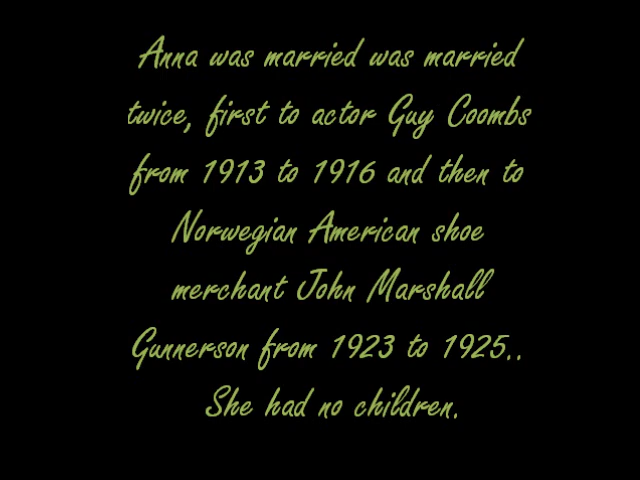 Anna was married was married
twice, first to actor Guy Coombs
from 1913 to 1916 and then to
Norwegian American shoe
merchant John Marshall
Gunnerson from 1923 to 1925..
She had no children.